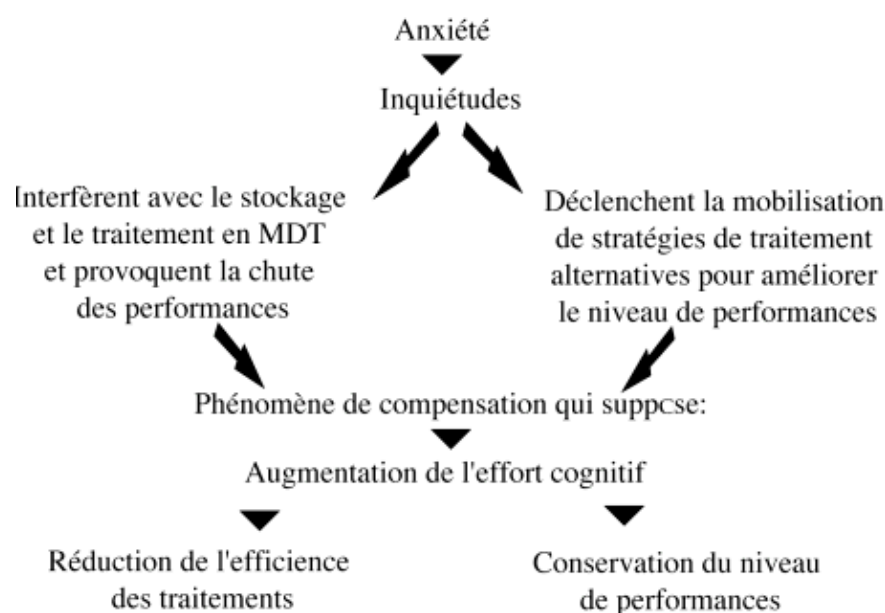 Anxiété
Inquiétudes
Interfèrent avec le stockage
et le traitement en MDT
et provoquent la chute
des performances
Déclenchent la mobilisation
de stratégies de traitement
alternatives pour améliorer
le niveau de performances
Phénomène de compensation qui suppcse:
Augmentation de l'effort cognitif
Réduction de l'efficience
des traitements
Conservation du niveau
de performances